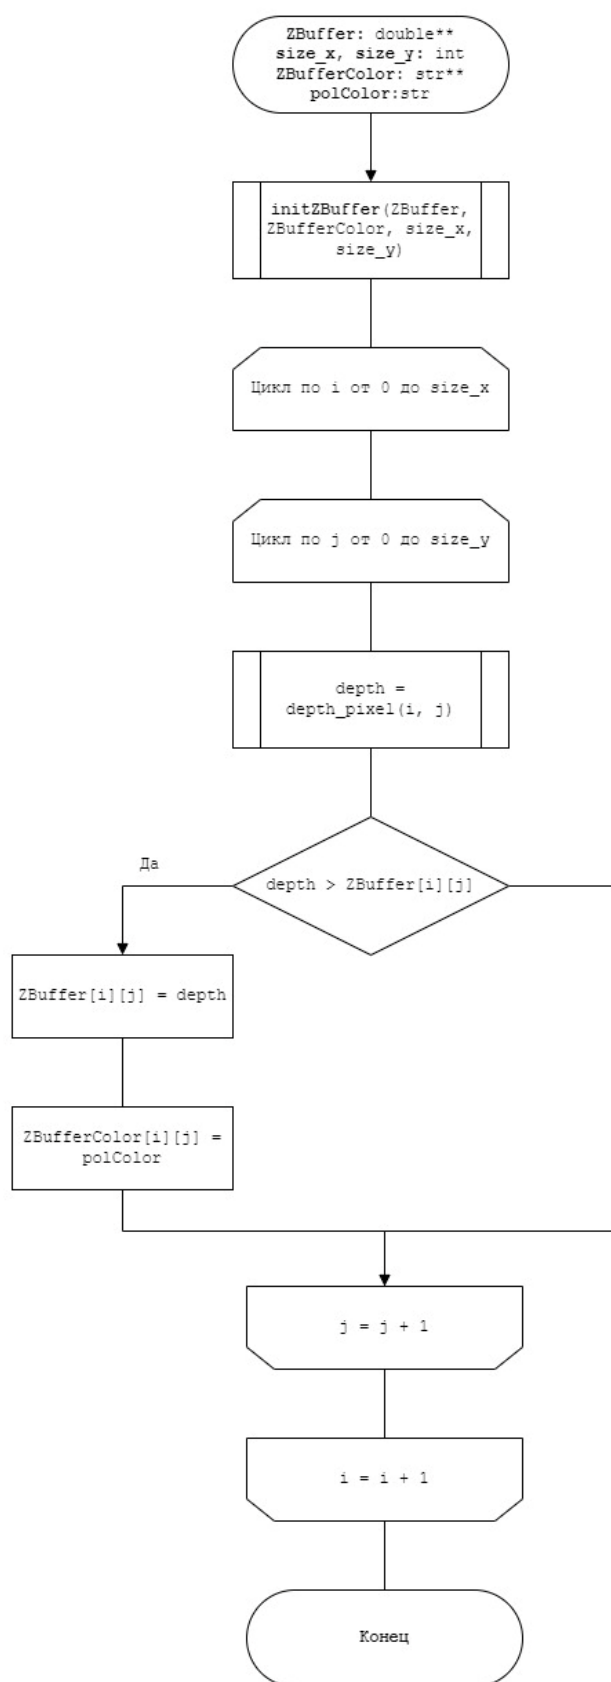 ZBuffer: double**
size_x, size_y: int
ZBufferColor: str**
polColor:str
initZBuffer(ZBuffer,
ZBufferColor, size_x,
size_y)
Цикл по i от 0 до size_x
Цикл по j от 0 до size_y
depth =
depth_pixel(i, j)
Да
depth > ZBuffer[i][j]
ZBuffer[i][j] = depth
ZBufferColor[i][j] =
polColor
j = j + 1
i = i + 1
Конец